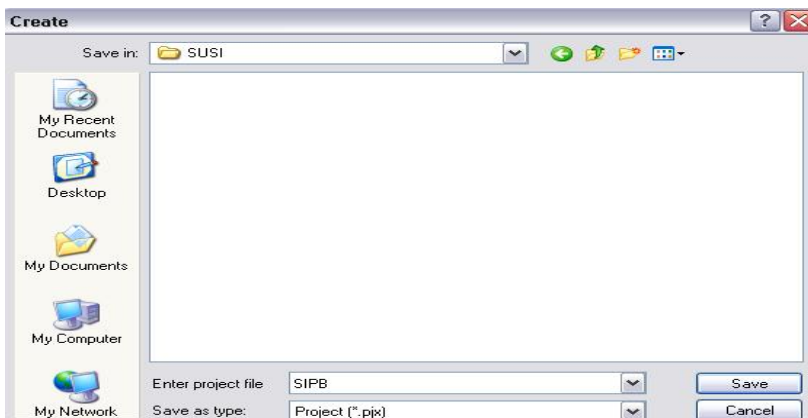 Create
Save in: SUSI
My Recent
Documents
Desktop
My Documents
My Computer
My Network
Enter project file SIPB Save
Save as type: Project (*.pjx) Cancel